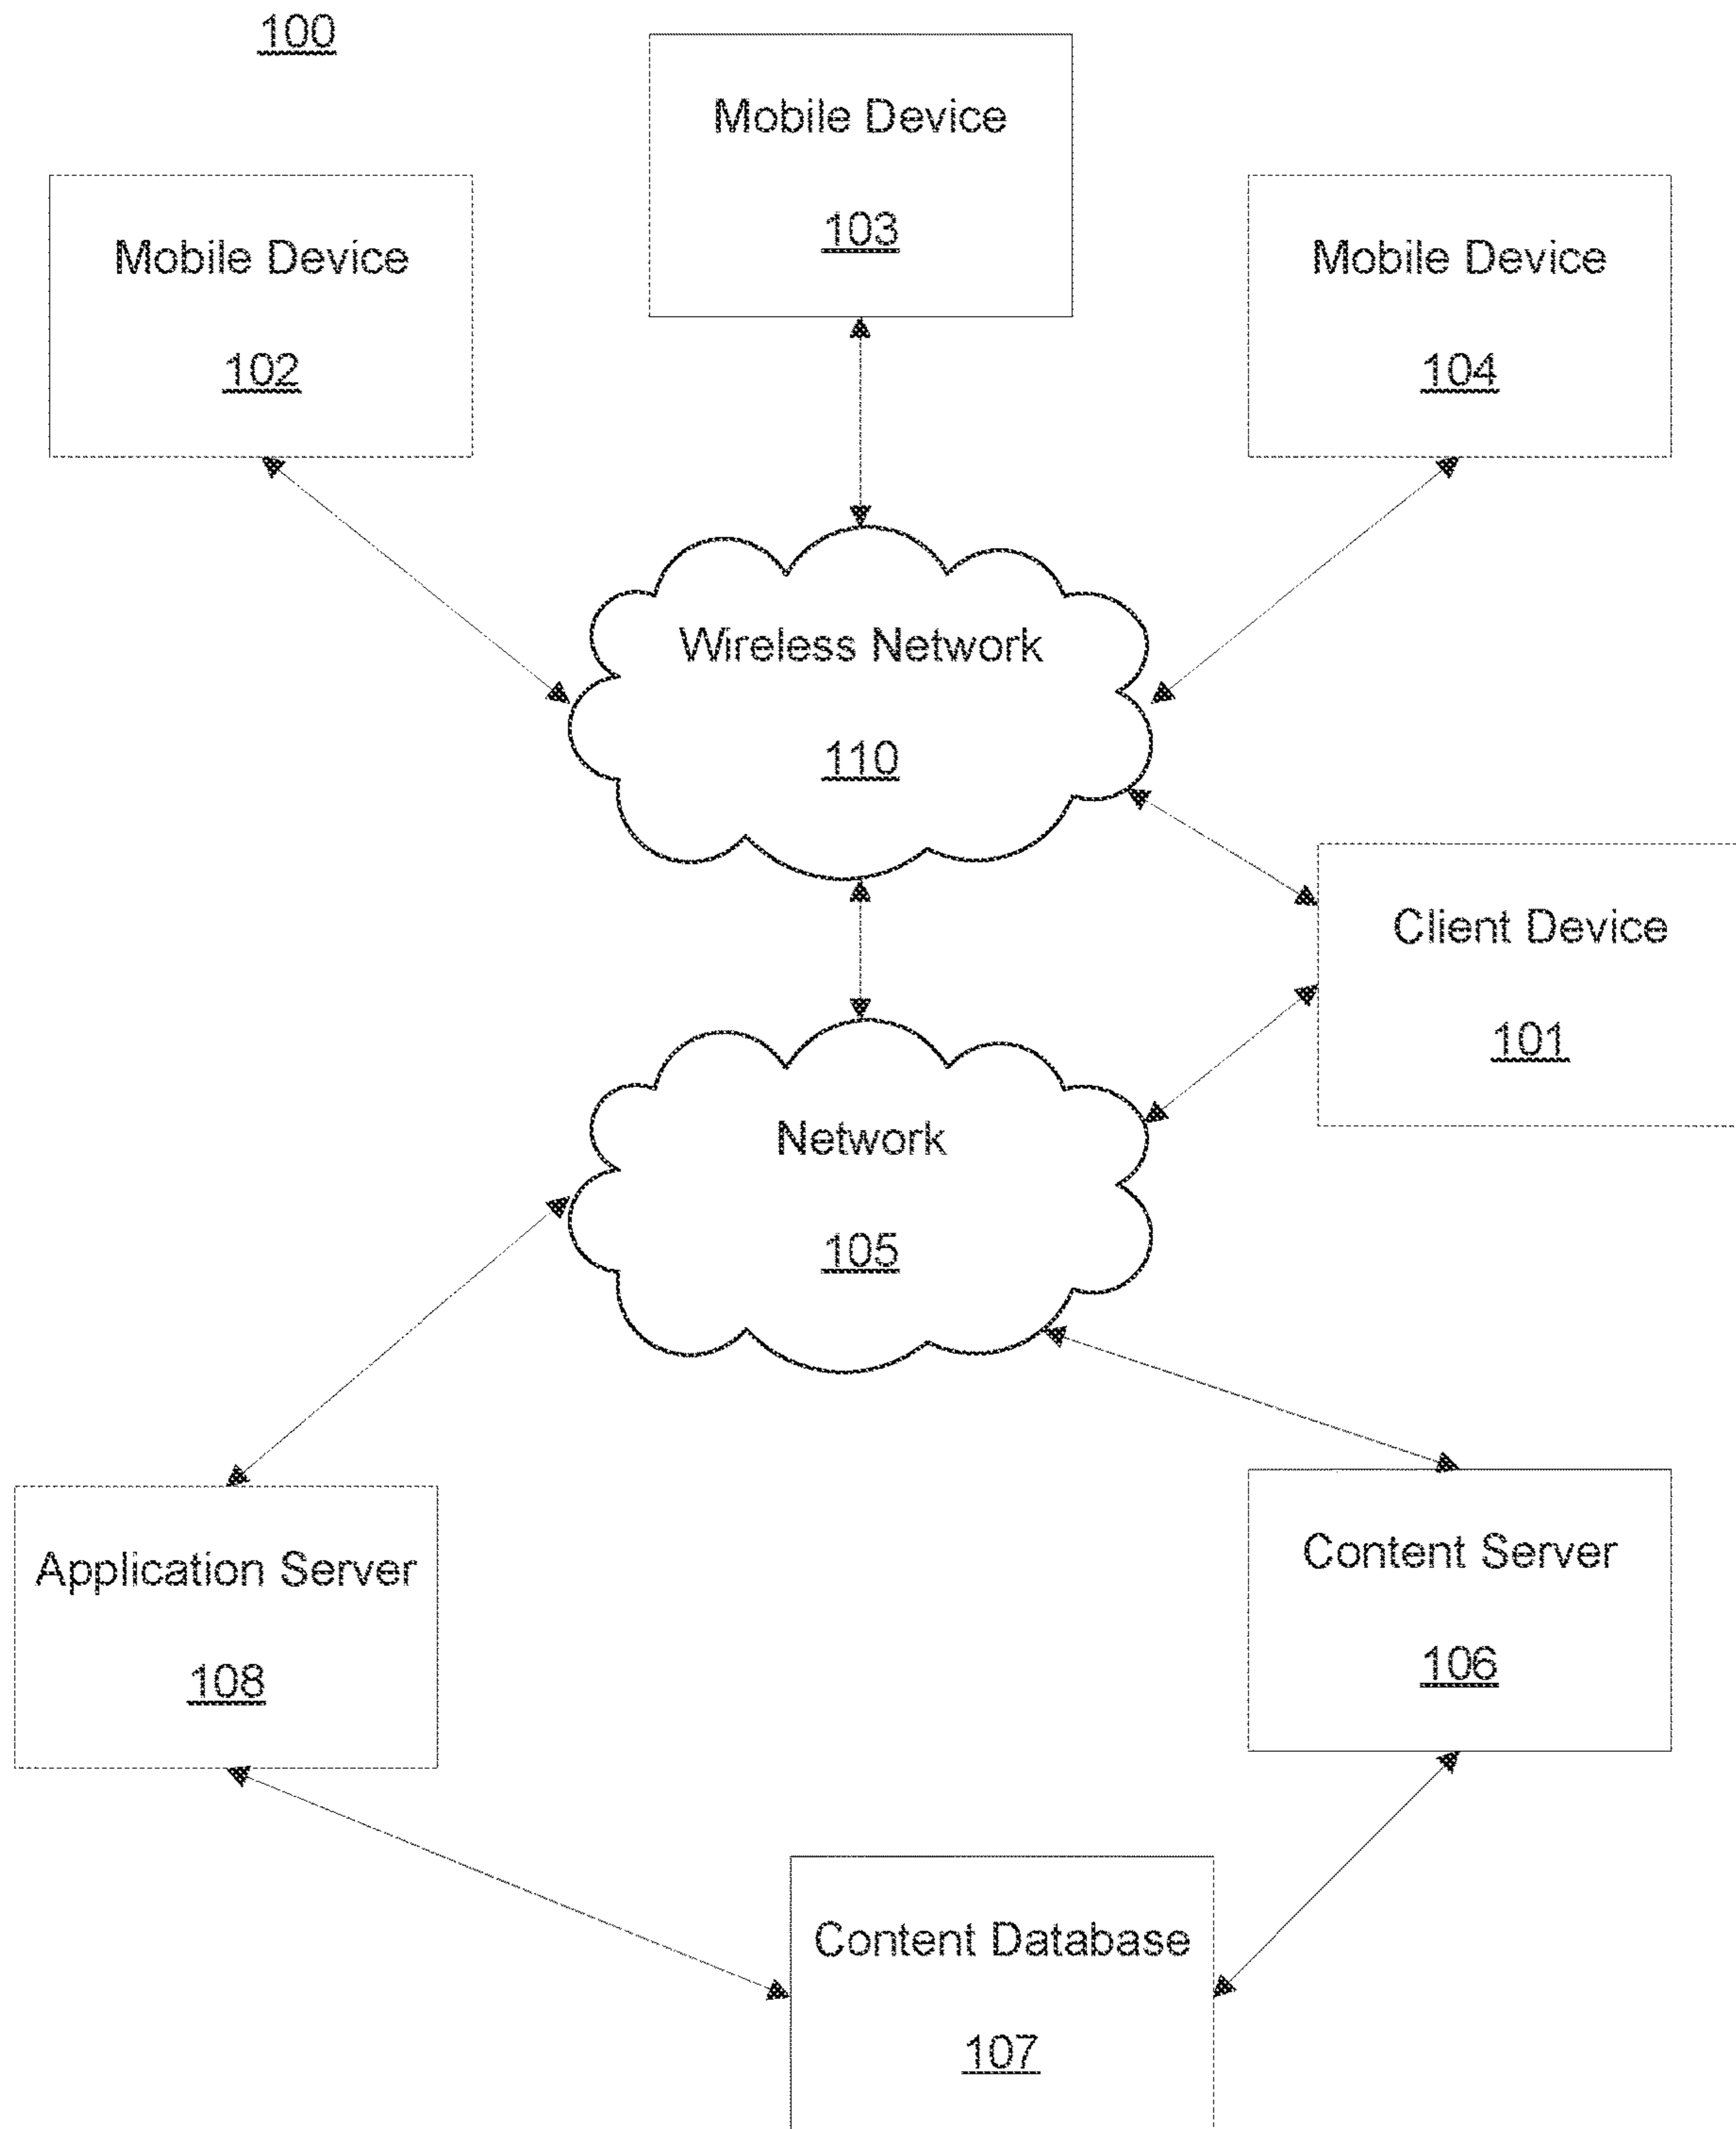 100
Mobile Device
103
Mobile Device
102
Mobile Device
104
Wireless Network
110
Client Device
101
Network
105
Application Server
108
Content Server
106
Content Database
107